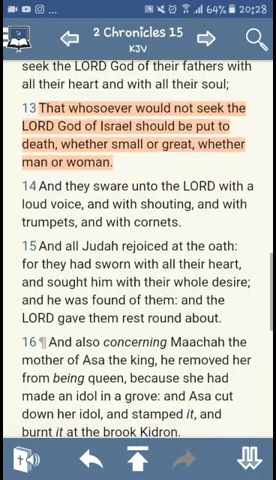 64% 20:28
2 Chronicles 15
KJV
seek the LORD God of their fathers with
all their heart and with all their soul;
13 That whosoever would not seek the
LORD God of Israel should be put to
death, whether small or great, whether
man or woman.
14 And they sware unto the LORD with a
loud voice, and with shouting, and with
trumpets, and with cornets.
15 And all Judah rejoiced at the oath:
for they had sworn with all their heart,
and sought him with their whole desire;
and he was found of them: and the
LORD gave them rest round about.
16 ¶ And also concerning Maachah the
mother of Asa the king, he removed her
from being queen, because she had
made an idol in a grove: and Asa cut
down her idol, and stamped it, and
burnt it at the brook Kidron.